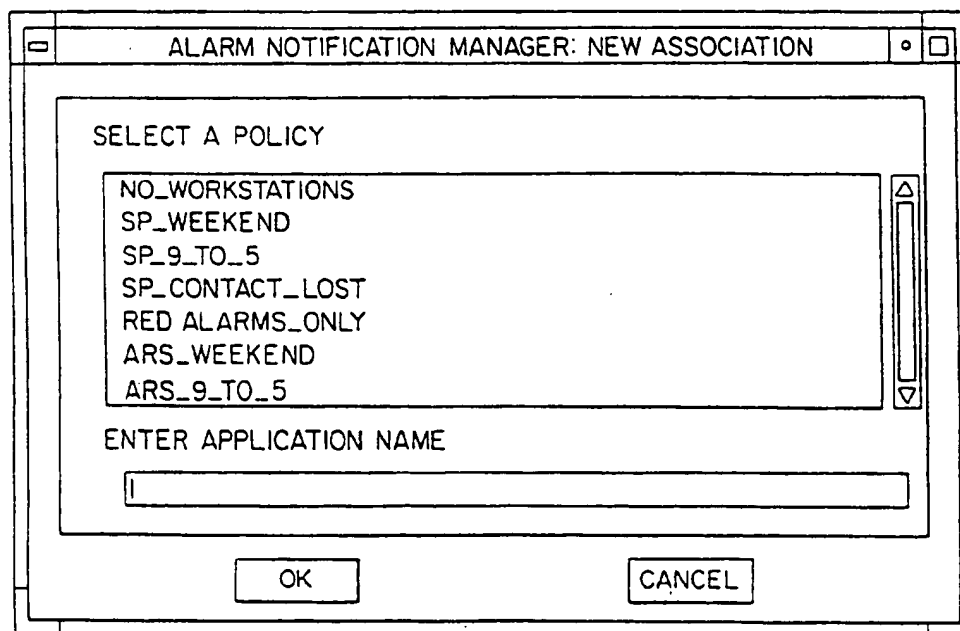 ALARM NOTIFICATION MANAGER: NEW ASSOCIATION
SELECT A POLICY
NO_WORKSTATIONS
SP_WEEKEND
SP_9_TO_5
SP_CONTACT_LOST
RED ALARMS_ONLY
ARS_WEEKEND
ARS_9_TO_5
ENTER APPLICATION NAME
OK
CANCEL